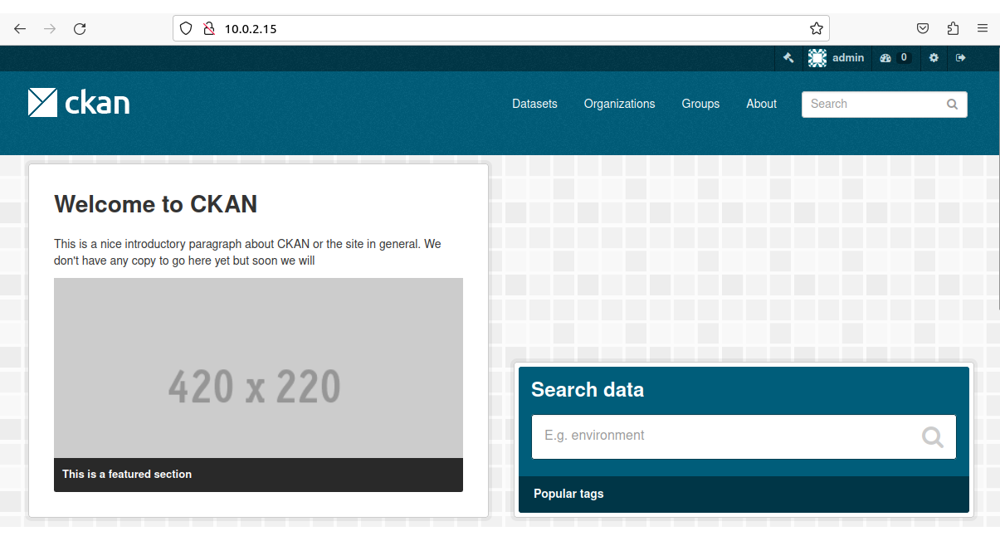 10.0.2.15
admin
0
ckan
Datasets
Organizations
Groups
About
Search
Welcome to CKAN
This is a nice introductory paragraph about CKAN or the site in general. We
don't have any copy to go here yet but soon we will
420 x 220
This is a featured section
Search data
E.g. environment
Popular tags